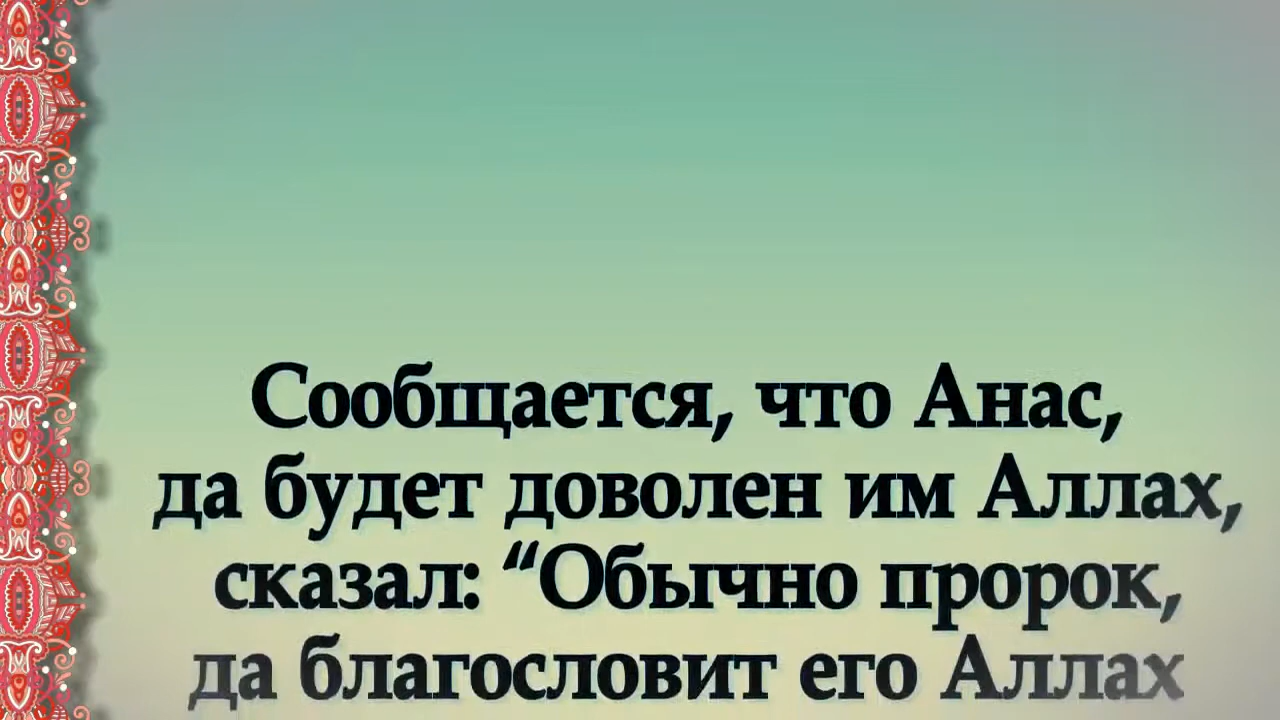 Сообщается, что Анас,
да будет доволен им Аллах,
сказал: “Обычно пророк,
да благословит его Аллах